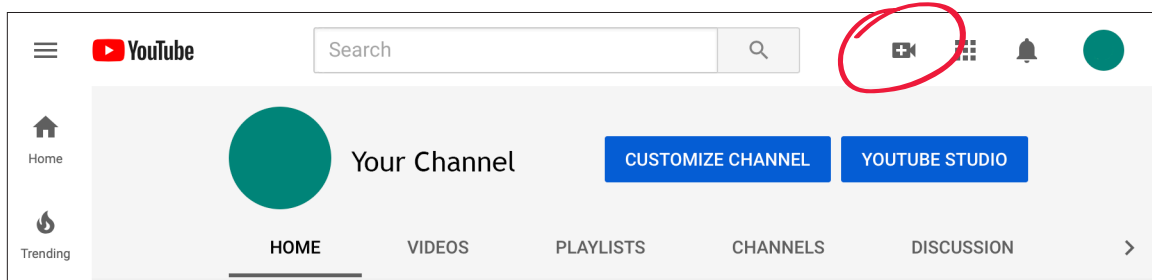 YouTube
Search
Home
Your Channel
CUSTOMIZE CHANNEL
YOUTUBE STUDIO
Trending
HOME
VIDEOS
PLAYLISTS
CHANNELS
DISCUSSION